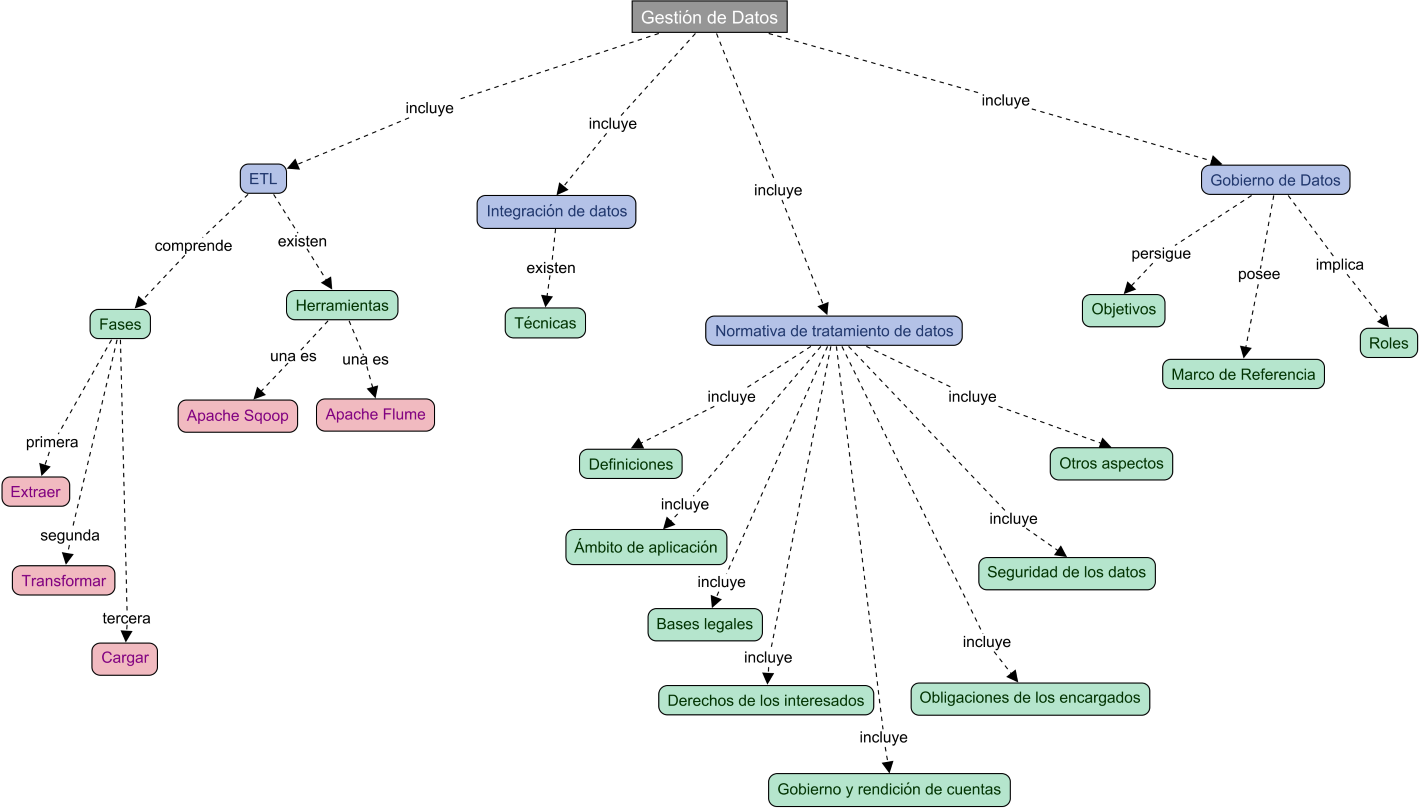 Gestión de Datos
incluye
incluye
incluye
incluye
ETL
Integración de datos
Gobierno de Datos
comprende
existen
existen
persigue
posee
implica
Fases
Herramientas
Técnicas
Normativa de tratamiento de datos
Objetivos
Marco de Referencia
Roles
una es
una es
Apache Sqoop
Apache Flume
primera
Extraer
segunda
Transformar
tercera
Cargar
incluye
incluye
Definiciones
Otros aspectos
incluye
incluye
Ámbito de aplicación
Seguridad de los datos
incluye
Bases legales
incluye
incluye
Derechos de los interesados
Obligaciones de los encargados
incluye
Gobierno y rendición de cuentas